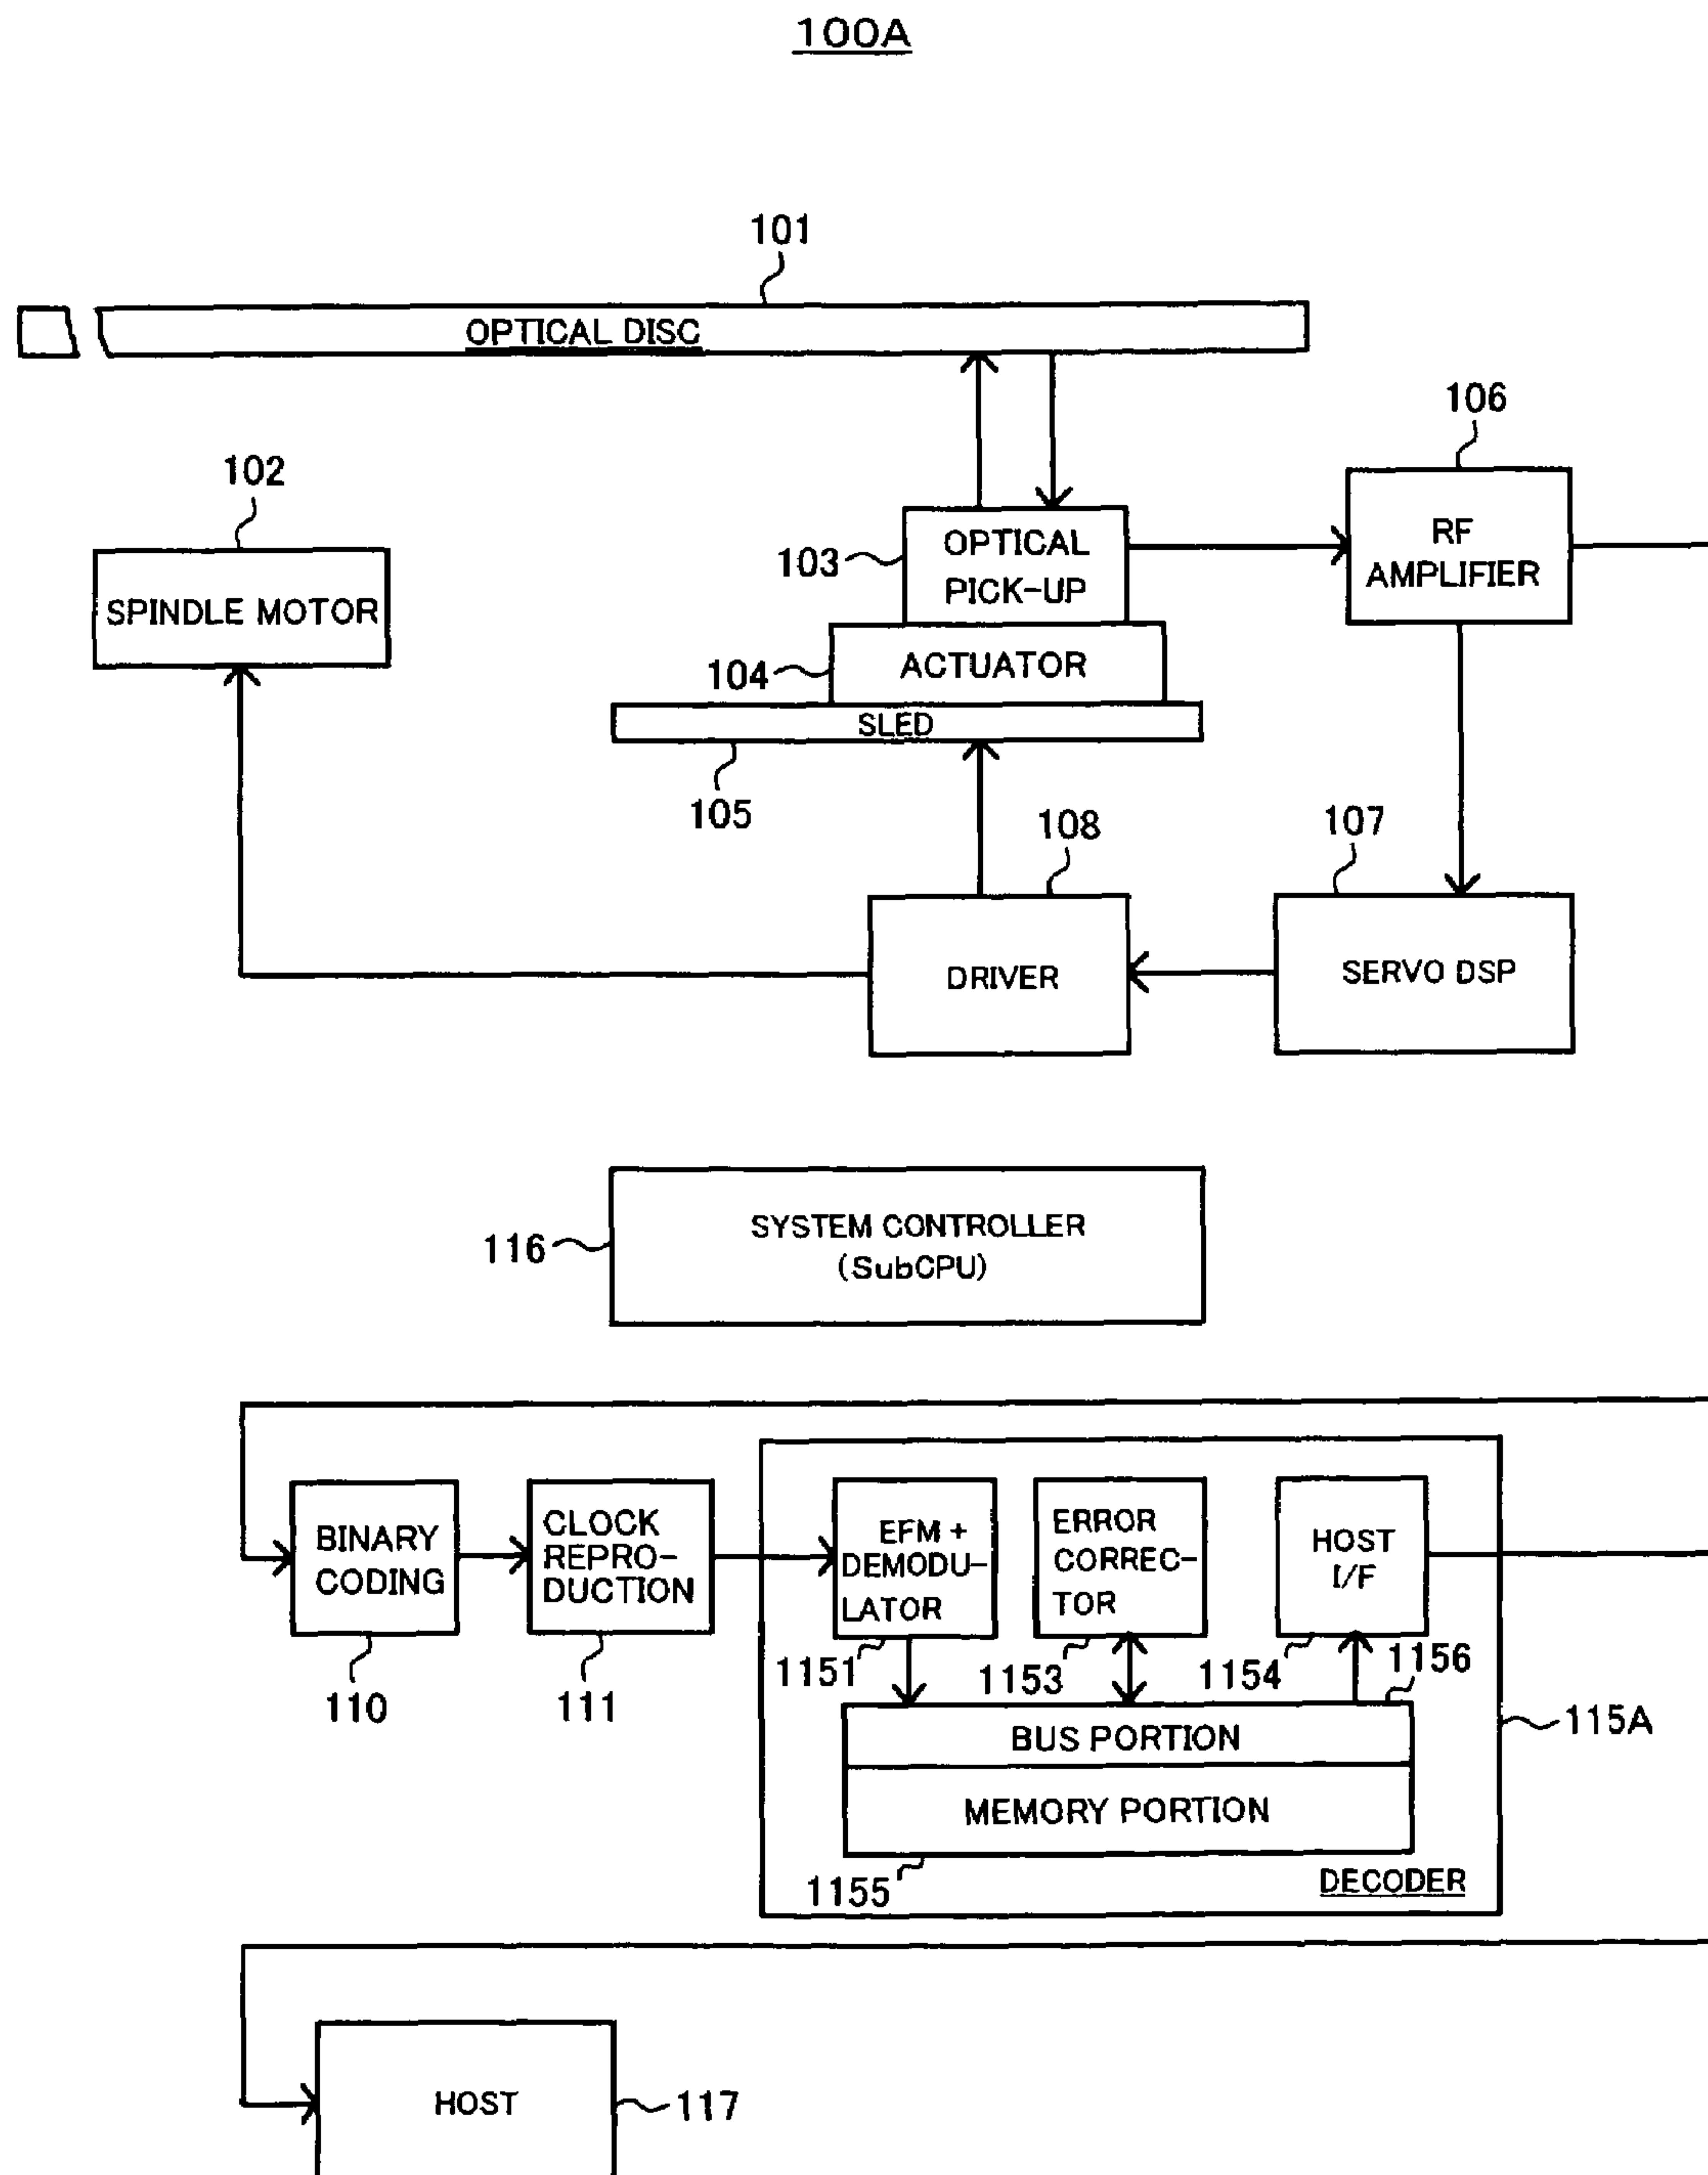 100A
101
OPTICAL DISC
106
102
RF
AMPLIFIER
OPTICAL
PICK-UP
103
SPINDLE MOTOR
ACTUATOR
104
SLED
105
108
107
DRIVER
SERVO DSP
SYSTEM CONTROLLER
(SubCPU)
116
BINARY
CODING
CLOCK
REPRO-
DUCTION
EFM +
DEMODU-
LATOR
ERROR
CORREC-
TOR
HOST
I/F
110
111
1151
1153
1154
1156
BUS PORTION
115A
MEMORY PORTION
1155
DECODER
HOST
117